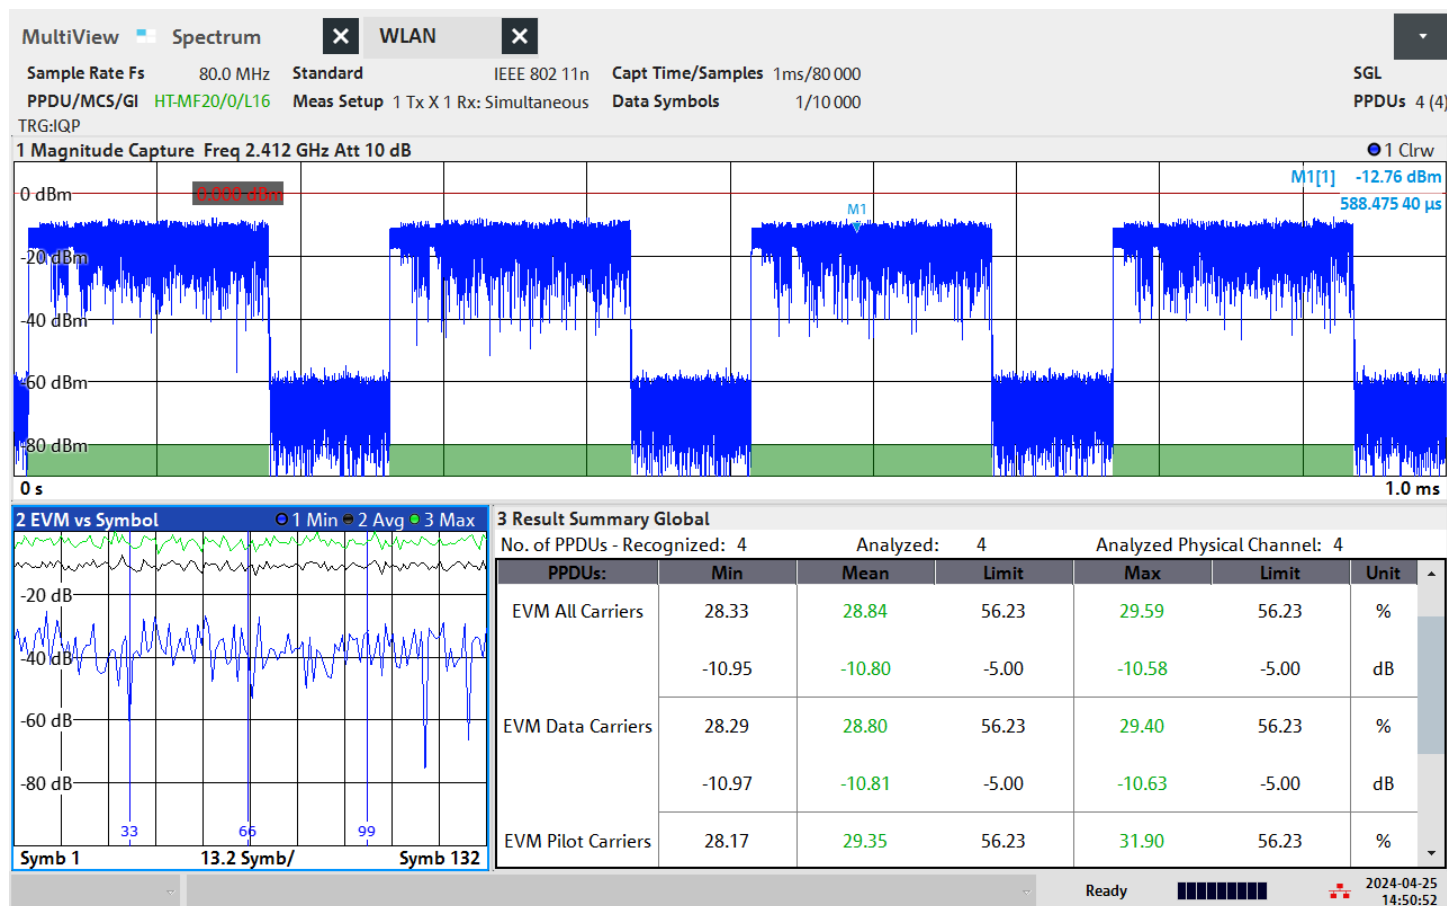 MultiView Spectrum ✕ WLAN ✕
Sample Rate Fs 80.0 MHz Standard IEEE 802 11n Capt Time/Samples 1ms/80 000 SGL
PPDU/MCS/GI HT-MF20/0/L16 Meas Setup 1 Tx X 1 Rx: Simultaneous Data Symbols 1/10 000 PPDUs 4 (4)
TRG:IQP
1 Magnitude Capture Freq 2.412 GHz Att 10 dB 1 Clrw
M1[1] -12.76 dBm
0 dBm 0.000 dBm
588.475 40 µs
M1
-20 dBm
-40 dBm
-60 dBm
-80 dBm
0 s 1.0 ms
2 EVM vs Symbol 1 Min 2 Avg 3 Max
-20 dB
-40 dB
-60 dB
-80 dB
33 66 99
Symb 1 13.2 Symb/ Symb 132
3 Result Summary Global
No. of PPDUs - Recognized: 4 Analyzed: 4 Analyzed Physical Channel: 4
PPDUs: Min Mean Limit Max Limit Unit
EVM All Carriers 28.33 28.84 56.23 29.59 56.23 %
-10.95 -10.80 -5.00 -10.58 -5.00 dB
EVM Data Carriers 28.29 28.80 56.23 29.40 56.23 %
-10.97 -10.81 -5.00 -10.63 -5.00 dB
EVM Pilot Carriers 28.17 29.35 56.23 31.90 56.23 %
Ready 2024-04-25
14:50:52